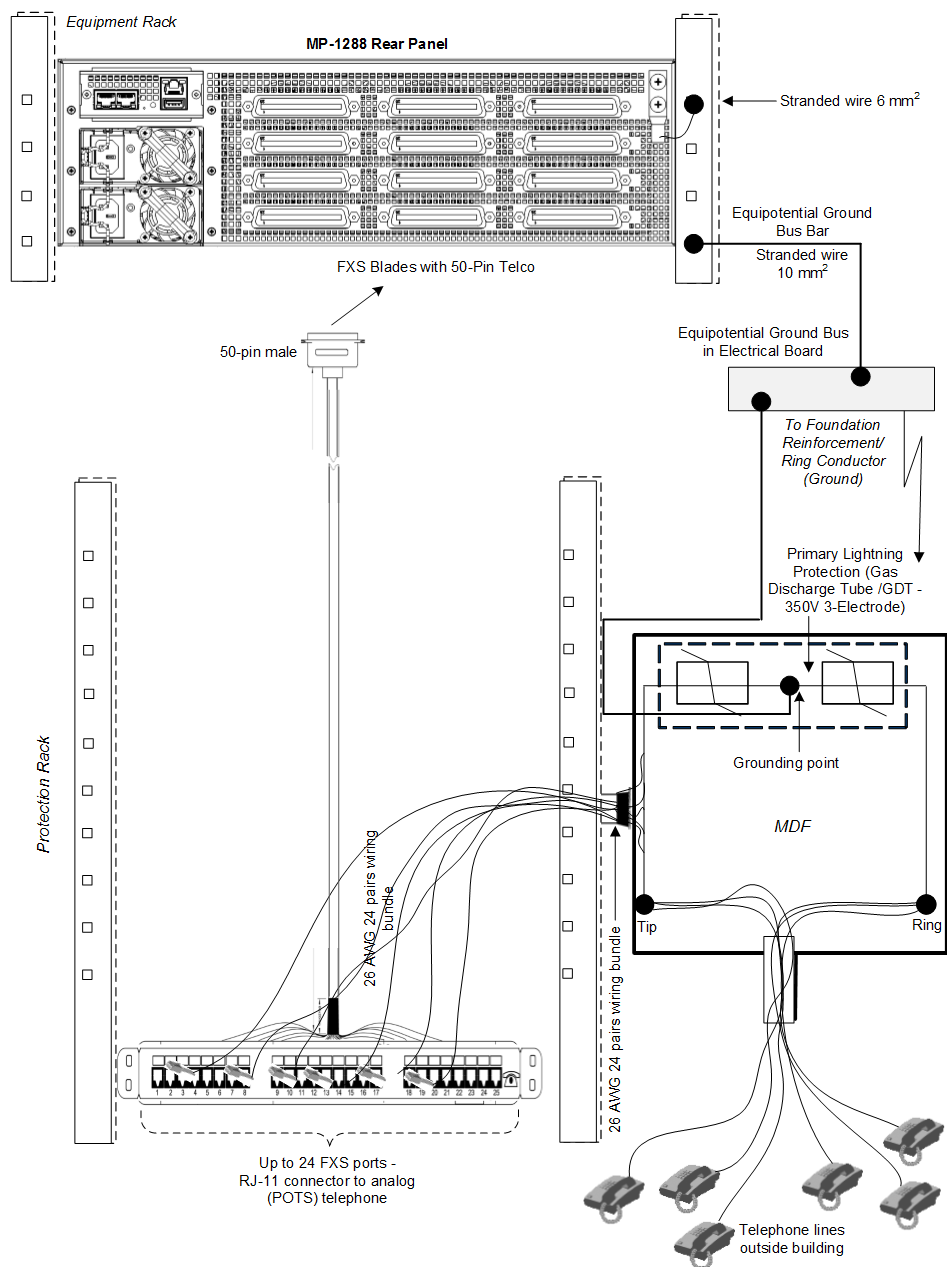 Equipment Rack
MP-1288 Rear Panel
Stranded wire 6 mm²
Equipotential Ground
Bus Bar
Stranded wire
10 mm²
FXS Blades with 50-Pin Telco
50-pin male
Equipotential Ground Bus
in Electrical Board
To Foundation
Reinforcement/
Ring Conductor
(Ground)
Primary Lightning
Protection (Gas
Discharge Tube /GDT -
350V 3-Electrode)
Grounding point
Protection Rack
MDF
26 AWG 24 pairs wiring
bundle
26 AWG 24 pairs wiring bundle
Tip
Ring
1 2 3 4 5 6 7 8 9 10 11 12 13 14 15 16 17 18 19 20 21 22 23 24 25
Up to 24 FXS ports -
RJ-11 connector to analog
(POTS) telephone
Telephone lines
outside building